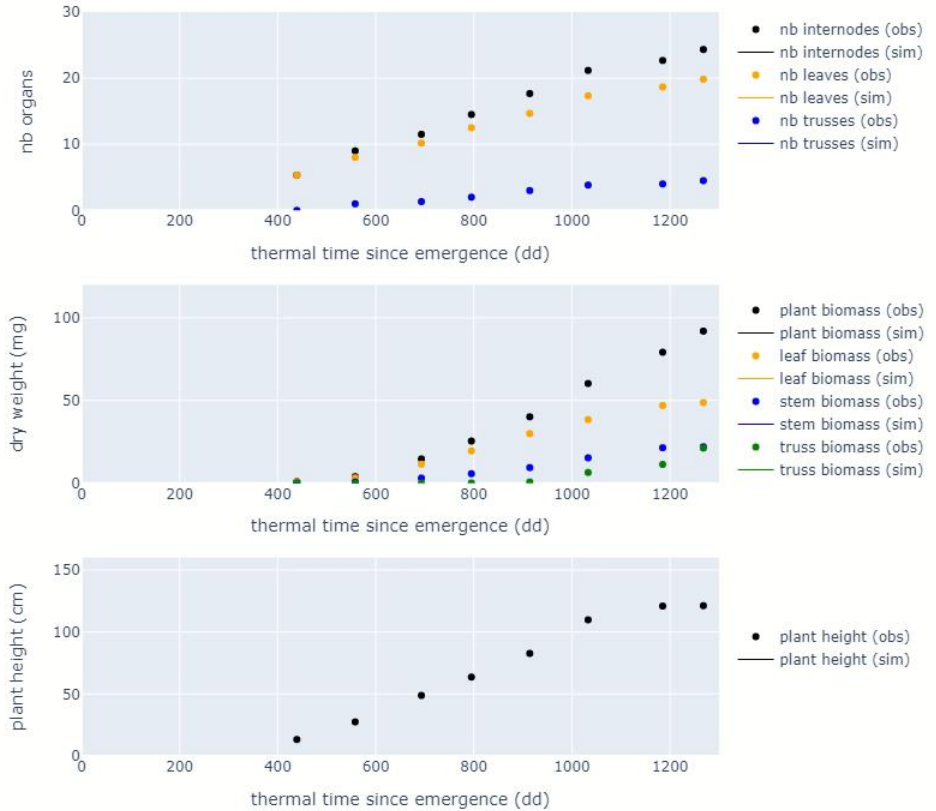 nb organs
30
20
10
0
0 200 400 600 800 1000 1200
thermal time since emergence (dd)
nb internodes (obs)
nb internodes (sim)
nb leaves (obs)
nb leaves (sim)
nb trusses (obs)
nb trusses (sim)
dry weight (mg)
100
50
0
0 200 400 600 800 1000 1200
thermal time since emergence (dd)
plant biomass (obs)
plant biomass (sim)
leaf biomass (obs)
leaf biomass (sim)
stem biomass (obs)
stem biomass (sim)
truss biomass (obs)
truss biomass (sim)
plant height (cm)
150
100
50
0
0 200 400 600 800 1000 1200
thermal time since emergence (dd)
plant height (obs)
plant height (sim)